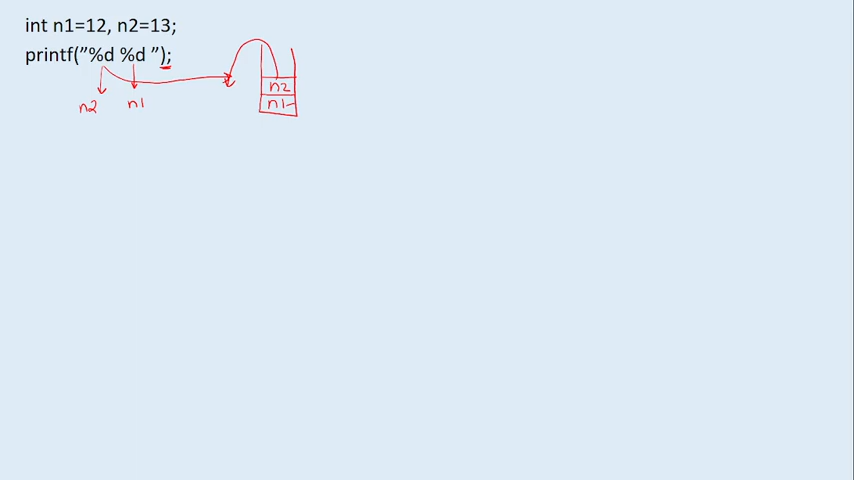 int n1=12, n2=13;
printf(”%d %d ”);
n2
n1
n2
n1